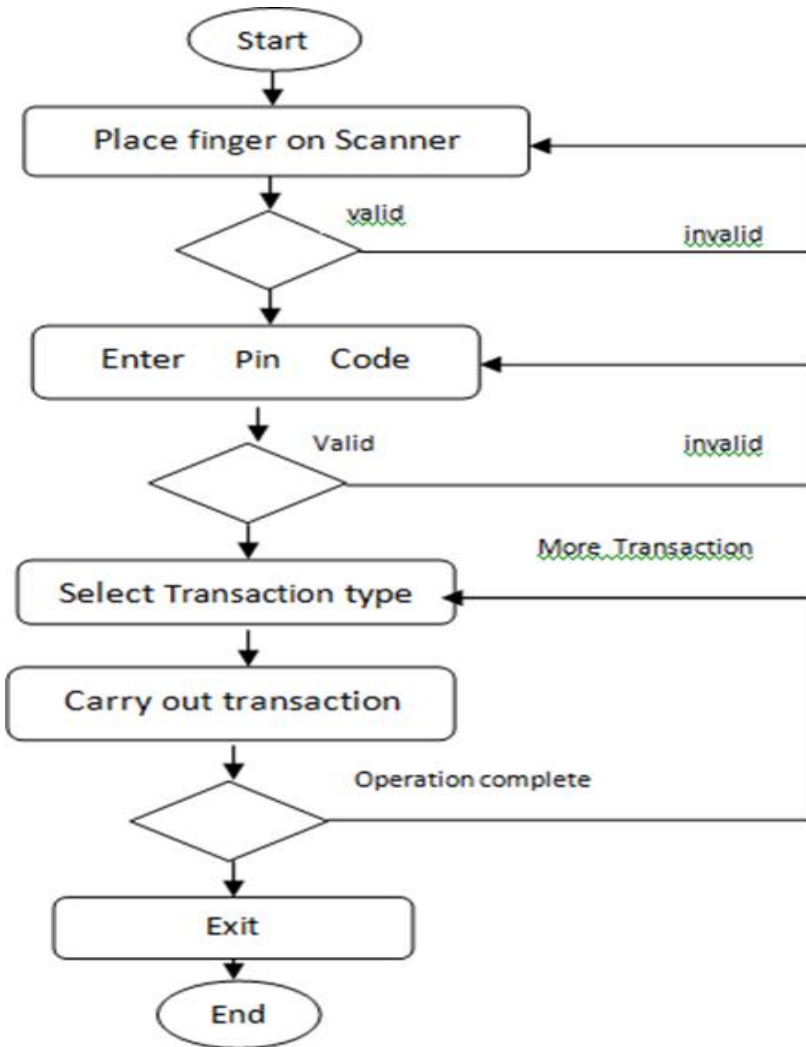 Start
Place finger on Scanner
valid
invalid
Enter Pin Code
Valid
invalid
More Transaction
Select Transaction type
Carry out transaction
Operation complete
Exit
End